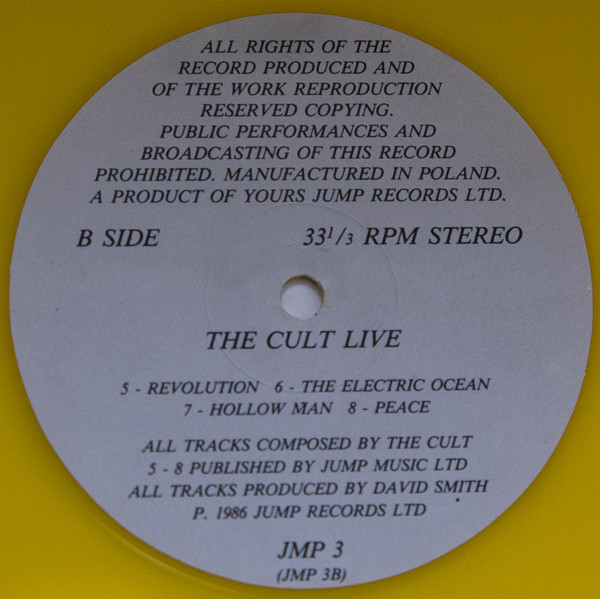 ALL RIGHTS OF THE
RECORD PRODUCED AND
OF THE WORK REPRODUCTION
RESERVED COPYING.
PUBLIC PERFORMANCES AND
BROADCASTING OF THIS RECORD
PROHIBITED. MANUFACTURED IN POLAND.
A PRODUCT OF YOURS JUMP RECORDS LTD.
B SIDE 33 1/3 RPM STEREO
THE CULT LIVE
5 - REVOLUTION 6 - THE ELECTRIC OCEAN
7 - HOLLOW MAN 8 - PEACE
ALL TRACKS COMPOSED BY THE CULT
5 - 8 PUBLISHED BY JUMP MUSIC LTD
ALL TRACKS PRODUCED BY DAVID SMITH
P. 1986 JUMP RECORDS LTD
JMP 3
(JMP 3B)